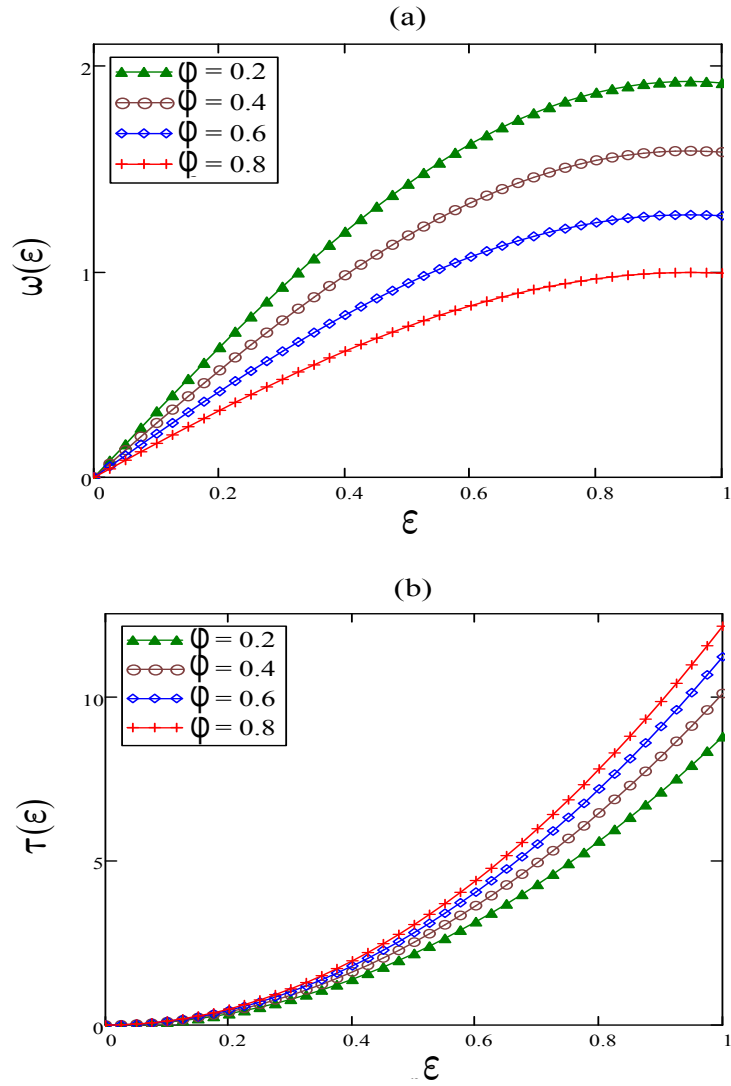 (a)
φ = 0.2
φ = 0.4
φ = 0.6
φ = 0.8
2
1
0
ω(ε)
0 0.2 0.4 0.6 0.8 1
ε
(b)
φ = 0.2
φ = 0.4
φ = 0.6
φ = 0.8
10
5
0
τ(ε)
0 0.2 0.4 0.6 0.8 1
ε